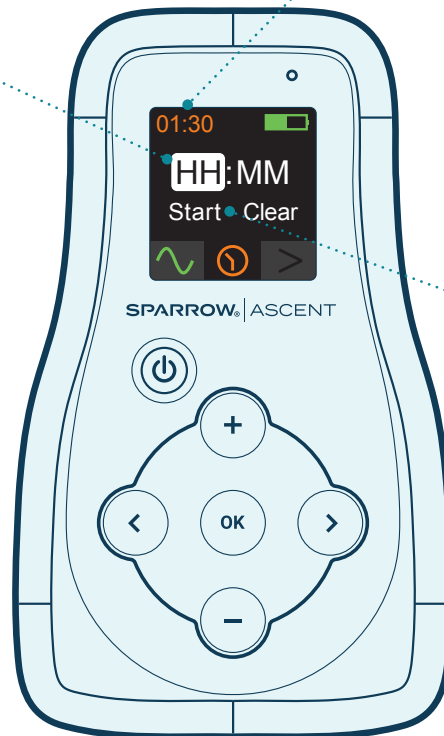 01:30
HH:MM
Start Clear
>
SPARROW® | ASCENT
+
< OK >
−